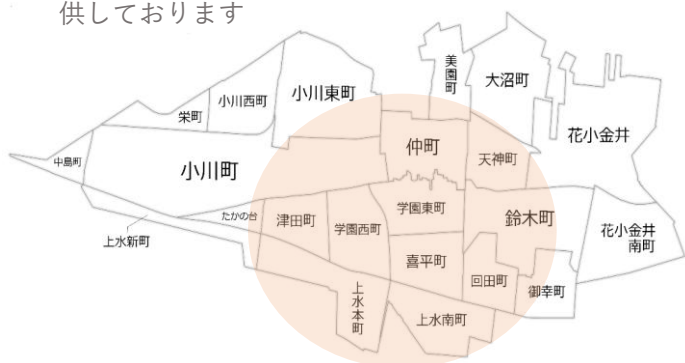 供しております
美園町
大沼町
小川東町
小川西町
栄町
花小金井
仲町
天神町
中島町
小川町
学園東町
たかの台
津田町
学園西町
鈴木町
花小金井
南町
上水新町
喜平町
回田町
御幸町
上水本町
上水南町